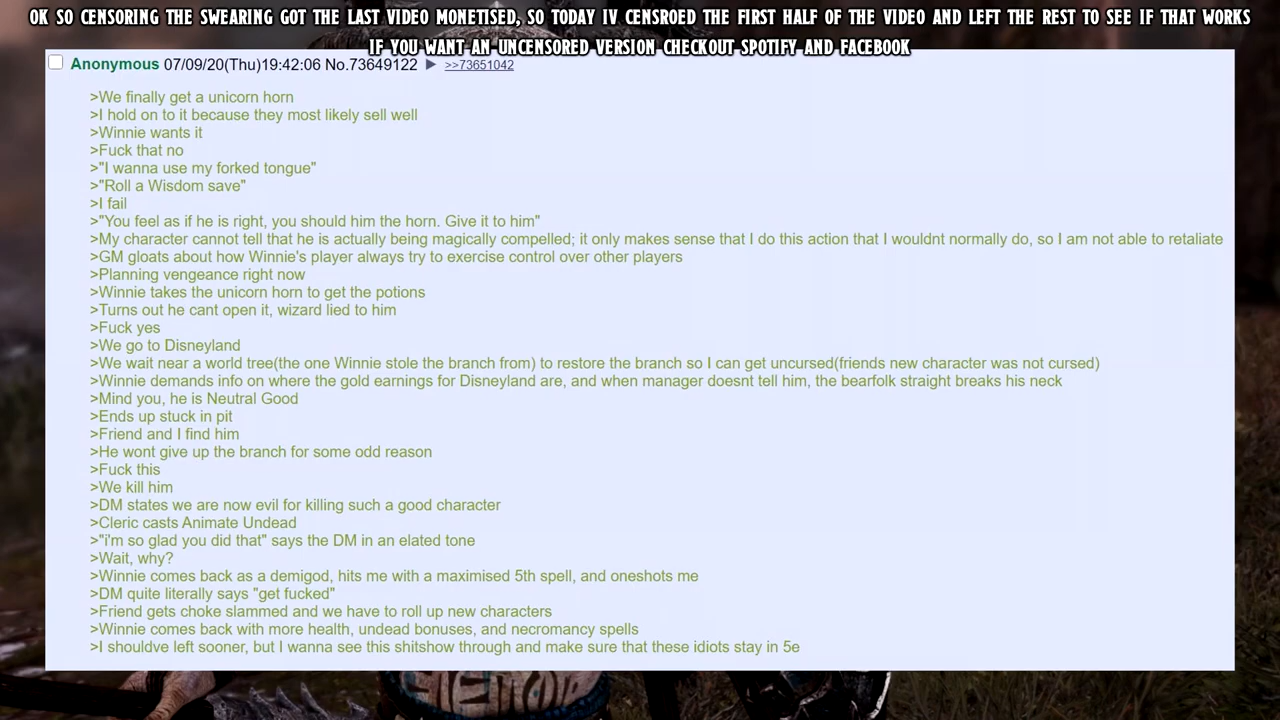 OK SO CENSORING THE SWEARING GOT THE LAST VIDEO MONETISED, SO TODAY IV CENSROED THE FIRST HALF OF THE VIDEO AND LEFT THE REST TO SEE IF THAT WORKS
IF YOU WANT AN UNCENSORED VERSION CHECKOUT SPOTIFY AND FACEBOOK
Anonymous 07/09/20(Thu)19:42:06 No.73649122 ▶ >>73651042
>We finally get a unicorn horn
>I hold on to it because they most likely sell well
>Winnie wants it
>Fuck that no
>"I wanna use my forked tongue"
>"Roll a Wisdom save"
>I fail
>"You feel as if he is right, you should him the horn. Give it to him"
>My character cannot tell that he is actually being magically compelled; it only makes sense that I do this action that I wouldnt normally do, so I am not able to retaliate
>GM gloats about how Winnie's player always try to exercise control over other players
>Planning vengeance right now
>Winnie takes the unicorn horn to get the potions
>Turns out he cant open it, wizard lied to him
>Fuck yes
>We go to Disneyland
>We wait near a world tree(the one Winnie stole the branch from) to restore the branch so I can get uncursed(friends new character was not cursed)
>Winnie demands info on where the gold earnings for Disneyland are, and when manager doesnt tell him, the bearfolk straight breaks his neck
>Mind you, he is Neutral Good
>Ends up stuck in pit
>Friend and I find him
>He wont give up the branch for some odd reason
>Fuck this
>We kill him
>DM states we are now evil for killing such a good character
>Cleric casts Animate Undead
>"i'm so glad you did that" says the DM in an elated tone
>Wait, why?
>Winnie comes back as a demigod, hits me with a maximised 5th spell, and oneshots me
>DM quite literally says "get fucked"
>Friend gets choke slammed and we have to roll up new characters
>Winnie comes back with more health, undead bonuses, and necromancy spells
>I shouldve left sooner, but I wanna see this shitshow through and make sure that these idiots stay in 5e